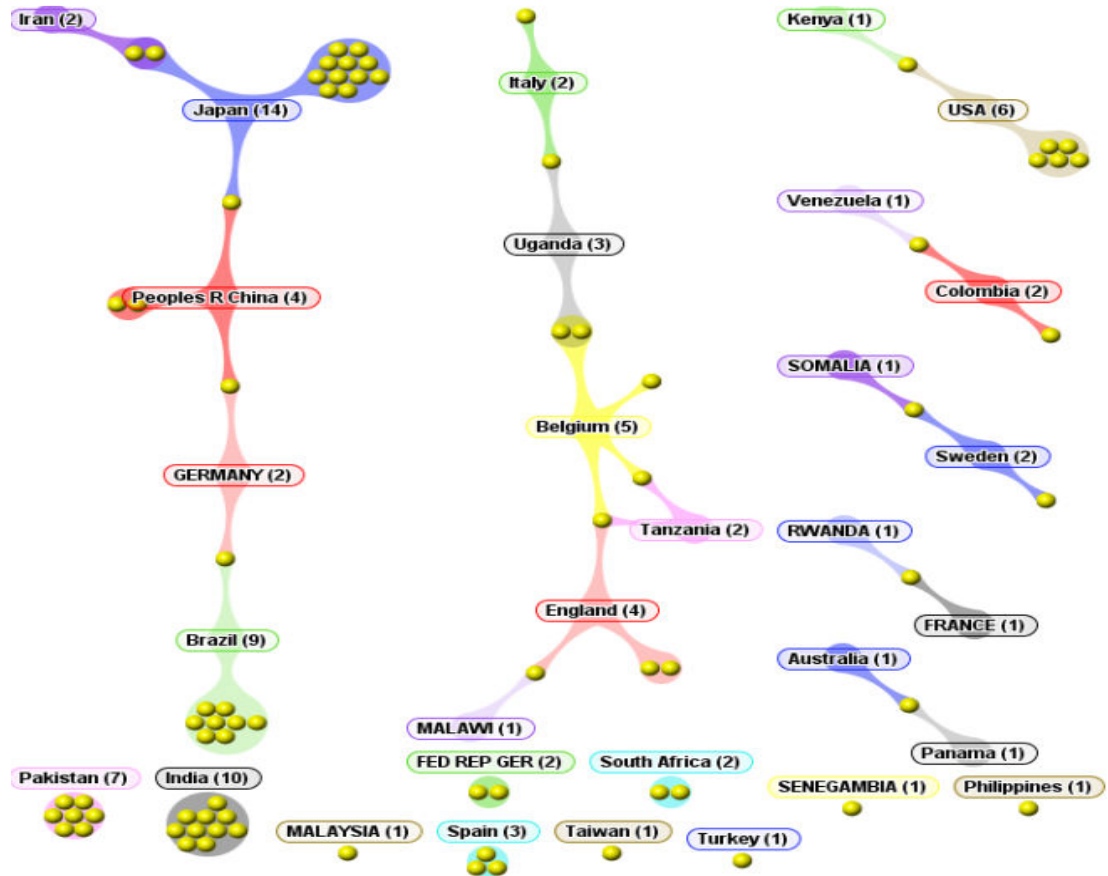 Iran (2)
Italy (2)
Kenya (1)
Japan (14)
USA (6)
Venezuela (1)
Uganda (3)
Peoples R China (4)
Colombia (2)
SOMALIA (1)
Belgium (5)
Sweden (2)
GERMANY (2)
Tanzania (2)
RWANDA (1)
England (4)
FRANCE (1)
Brazil (9)
Australia (1)
MALAWI (1)
Panama (1)
Pakistan (7)
India (10)
FED REP GER (2)
South Africa (2)
SENEGAMBIA (1)
Philippines (1)
MALAYSIA (1)
Spain (3)
Taiwan (1)
Turkey (1)